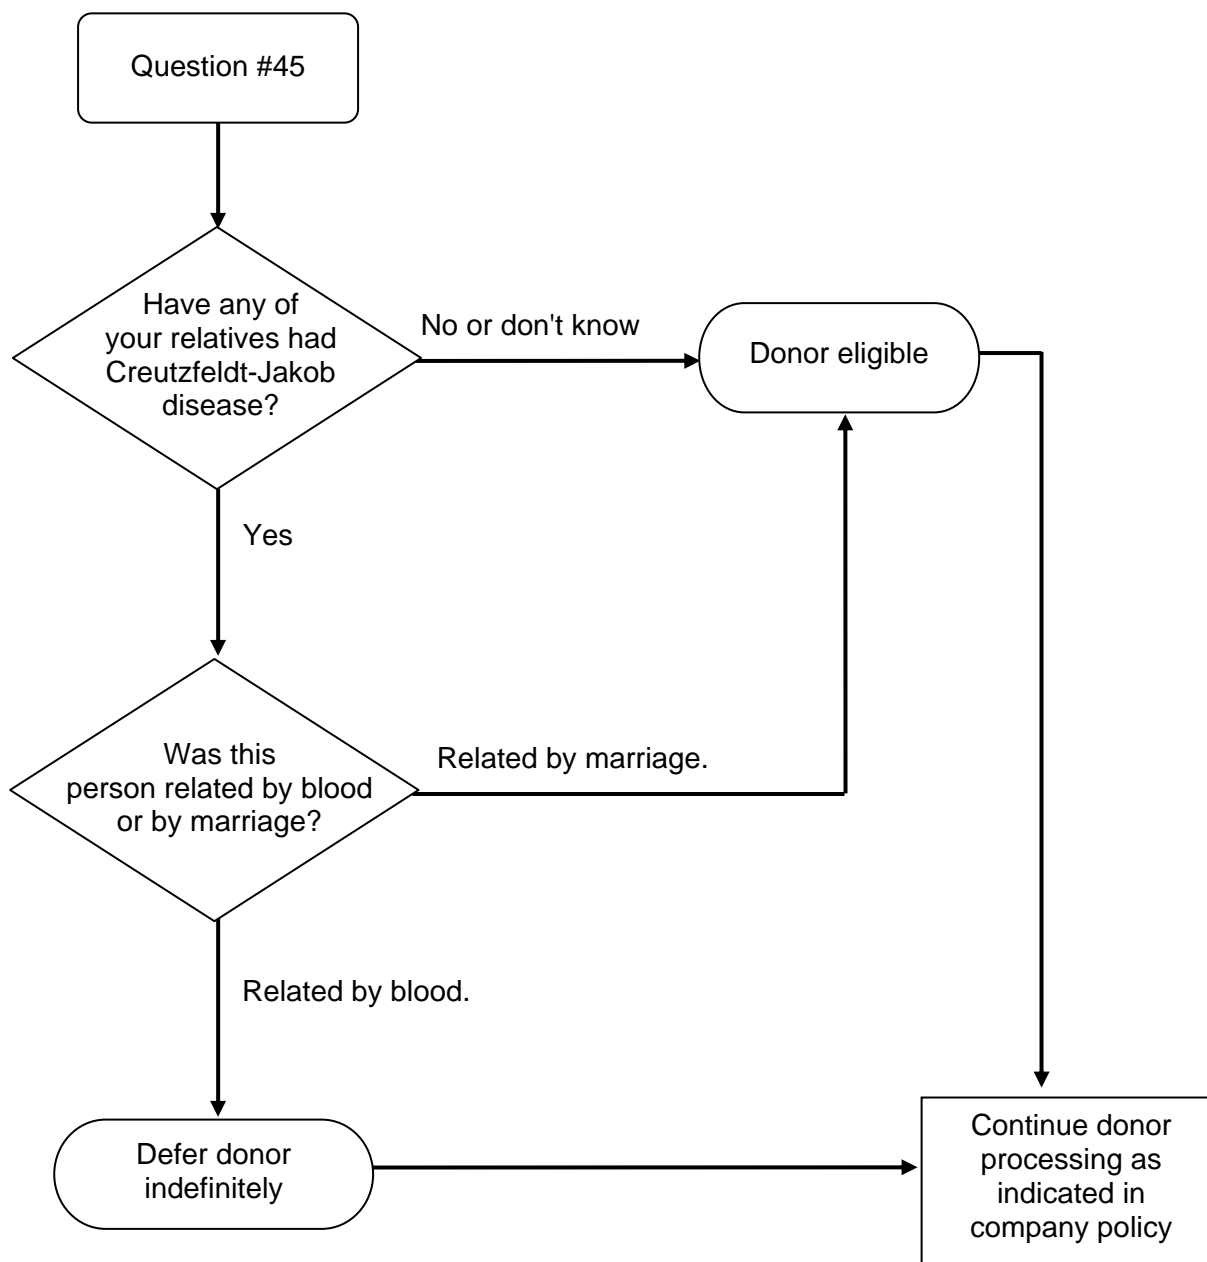 Question #45
Have any of
your relatives had
Creutzfeldt-Jakob
disease?
No or don't know
Donor eligible
Yes
Was this
person related by blood
or by marriage?
Related by marriage.
Related by blood.
Defer donor
indefinitely
Continue donor
processing as
indicated in
company policy